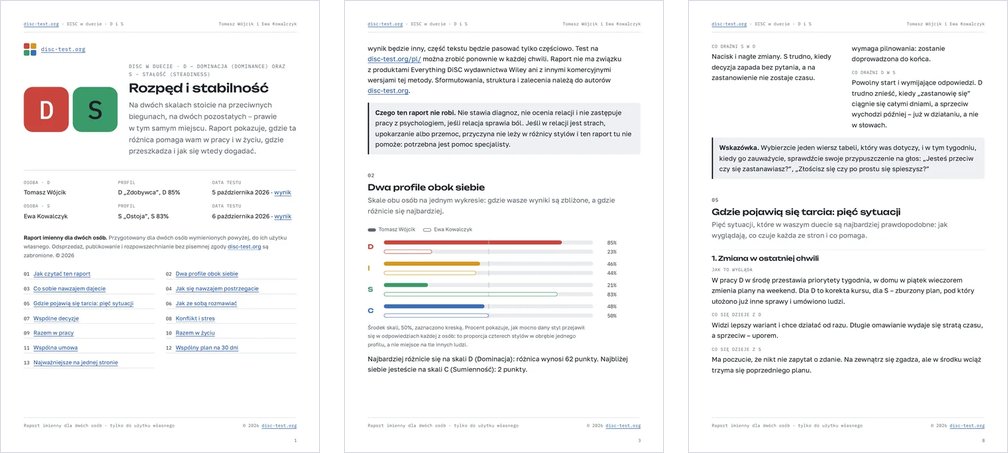 disc-test.org · DISC w duecie · D i S
Tomasz Wójcik i Ewa Kowalczyk
disc-test.org
DISC W DUECIE · D – DOMINACJA (DOMINANCE) ORAZ
S – STAŁOŚĆ (STEADINESS)
D
S
Rozpęd i stabilność
Na dwóch skalach stoicie na przeciwnych
biegunach, na dwóch pozostałych – prawie
w tym samym miejscu. Raport pokazuje, gdzie ta
różnica pomaga wam w pracy i w życiu, gdzie
przeszkadza i jak się wtedy dogadać.
OSOBA · D
PROFIL
DATA TESTU
Tomasz Wójcik
D „Zdobywca”, D 85%
5 października 2026 · wynik
OSOBA · S
PROFIL
DATA TESTU
Ewa Kowalczyk
S „Ostoja”, S 83%
6 października 2026 · wynik
Raport imienny dla dwóch osób. Przygotowany dla dwóch osób wymienionych powyżej, do ich użytku
własnego. Odsprzedaż, publikowanie i rozpowszechnianie bez pisemnej zgody disc-test.org są
zabronione. © 2026
01 Jak czytać ten raport
02 Dwa profile obok siebie
03 Co sobie nawzajem dajecie
04 Jak się nawzajem postrzegacie
05 Gdzie pojawią się tarcia: pięć sytuacji
06 Jak ze sobą rozmawiać
07 Wspólne decyzje
08 Konflikt i stres
09 Razem w pracy
10 Razem w życiu
11 Wspólna umowa
12 Wspólny plan na 30 dni
13 Najważniejsze na jednej stronie
Raport imienny dla dwóch osób · tylko do użytku własnego
© 2026 disc-test.org
1
disc-test.org · DISC w duecie · D i S
Tomasz Wójcik i Ewa Kowalczyk
wynik będzie inny, część tekstu będzie pasować tylko częściowo. Test na
disc-test.org/pl/ można zrobić ponownie w każdej chwili. Raport nie ma związku
z produktami Everything DiSC wydawnictwa Wiley ani z innymi komercyjnymi
wersjami tej metody. Sformułowania, struktura i zalecenia należą do autorów
disc-test.org.
Czego ten raport nie robi. Nie stawia diagnoz, nie ocenia relacji i nie zastępuje
pracy z psychologiem, jeśli relacja sprawia ból. Jeśli w relacji jest strach,
upokarzanie albo przemoc, przyczyna nie leży w różnicy stylów i ten raport tu nie
pomoże; potrzebna jest pomoc specjalisty.
02
Dwa profile obok siebie
Skale obu osób na jednym wykresie: gdzie wasze wyniki są zbliżone, a gdzie
różnicie się najbardziej.
Tomasz Wójcik
Ewa Kowalczyk
D
85%
23%
I
46%
44%
S
21%
83%
C
48%
50%
Środek skali, 50%, zaznaczono kreską. Procent pokazuje, jak mocno dany styl przejawił
się w odpowiedziach każdej z osób: to proporcja czterech stylów w obrębie jednego
profilu, a nie miejsce na tle innych ludzi.
Najbardziej różnicie się na skali D (Dominacja): różnica wynosi 62 punkty. Najbliżej
siebie jesteście na skali C (Sumienność): 2 punkty.
Raport imienny dla dwóch osób · tylko do użytku własnego
© 2026 disc-test.org
3
disc-test.org · DISC w duecie · D i S
Tomasz Wójcik i Ewa Kowalczyk
CO DRAŻNI S W D
Nacisk i nagłe zmiany. S trudno, kiedy
decyzja zapada bez pytania, a na
zastanowienie nie zostaje czasu.
wymaga pilnowania: zostanie
doprowadzona do końca.
CO DRAŻNI D W S
Powolny start i wymijające odpowiedzi. D
trudno znieść, kiedy „zastanowię się”
ciągnie się całymi dniami, a sprzeciw
wychodzi później – już w działaniu, a nie
w słowach.
Wskazówka. Wybierzcie jeden wiersz tabeli, który was dotyczy, i w tym tygodniu,
kiedy go zauważycie, sprawdźcie swoje przypuszczenie na głos: „Jesteś przeciw
czy się zastanawiasz?”, „Złościsz się czy po prostu się spieszysz?”
05
Gdzie pojawią się tarcia: pięć sytuacji
Pięć sytuacji, które w waszym duecie są najbardziej prawdopodobne: jak
wyglądają, co czuje każda ze stron i co pomaga.
1. Zmiana w ostatniej chwili
JAK TO WYGLĄDA
W pracy D w środę przestawia priorytety tygodnia, w domu w piątek wieczorem
zmienia plany na weekend. Dla D to korekta kursu, dla S – zburzony plan, pod który
ułożono już inne sprawy i umówiono ludzi.
CO SIĘ DZIEJE Z D
Widzi lepszy wariant i chce działać od razu. Długie omawianie wydaje się stratą czasu,
a sprzeciw – uporem.
CO SIĘ DZIEJE Z S
Ma poczucie, że nikt nie zapytał o zdanie. Na zewnątrz się zgadza, ale w środku wciąż
trzyma się poprzedniego planu.
Raport imienny dla dwóch osób · tylko do użytku własnego
© 2026 disc-test.org
8